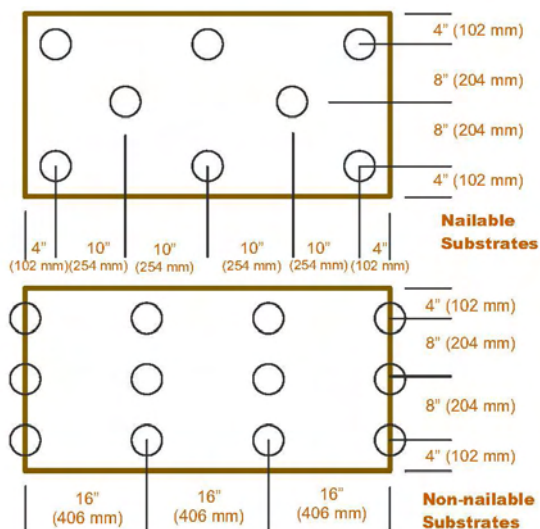 4" (102 mm)
8" (204 mm)
8" (204 mm)
4" (102 mm)
Nailable
Substrates
4" 10" 10" 10" 10" 4"
(102 mm) (254 mm) (254 mm) (254 mm) (254 mm) (102 mm)
4" (102 mm)
8" (204 mm)
8" (204 mm)
4" (102 mm)
16" 16" 16"
(406 mm) (406 mm) (406 mm)
Non-nailable
Substrates